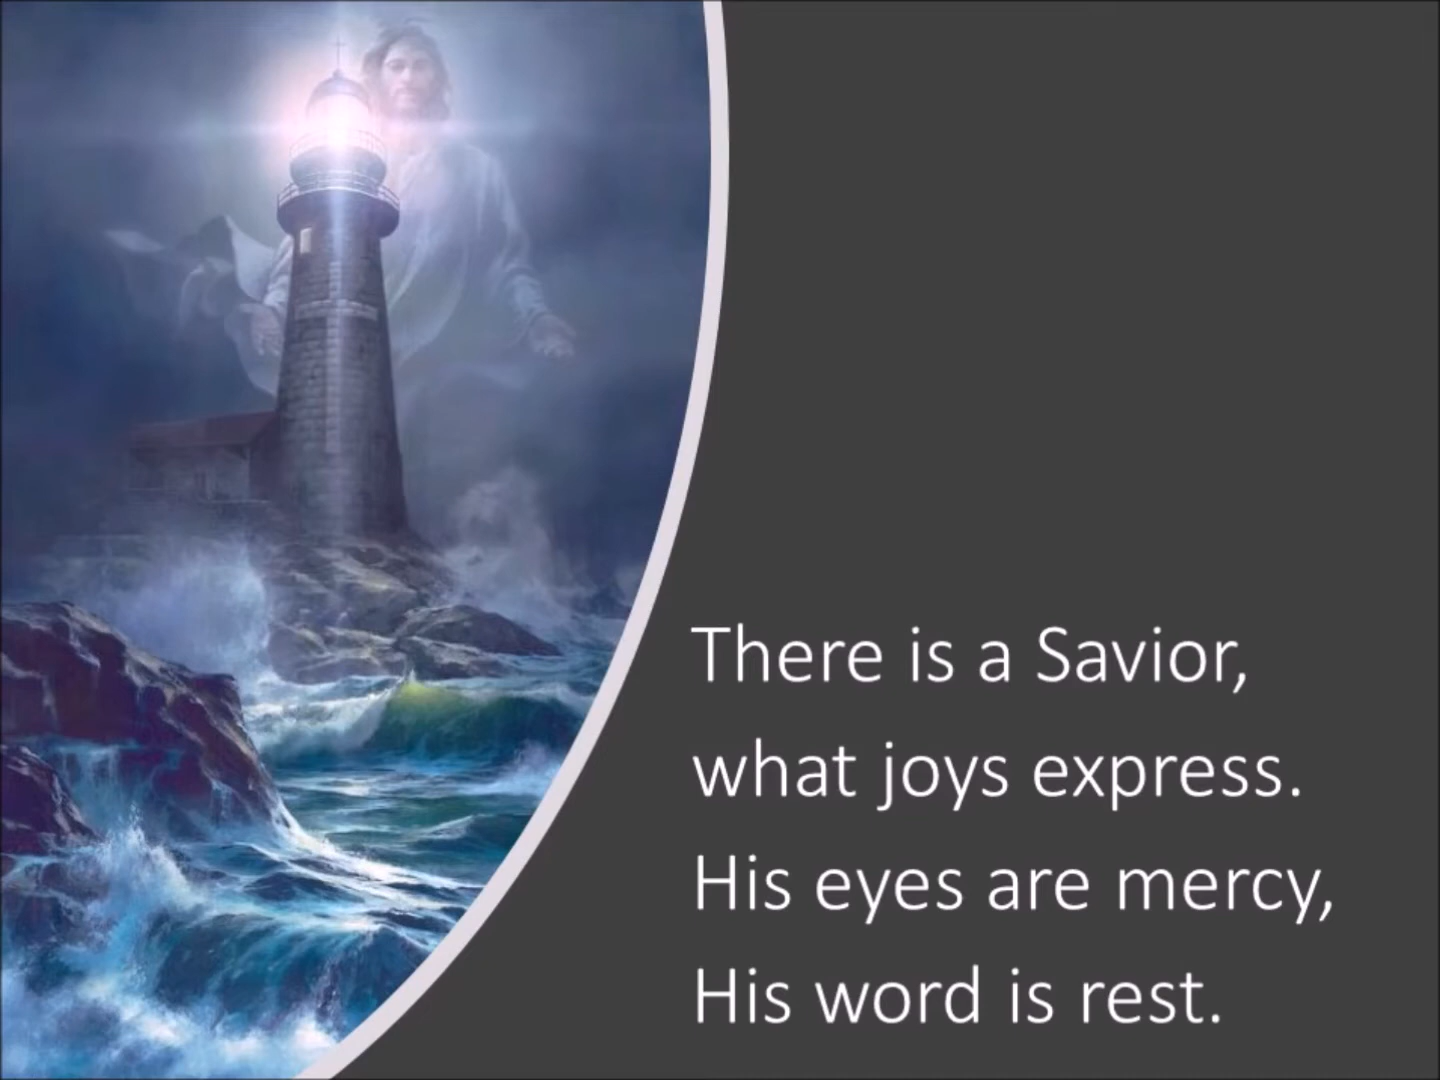 There is a Savior,
what joys express.
His eyes are mercy,
His word is rest.